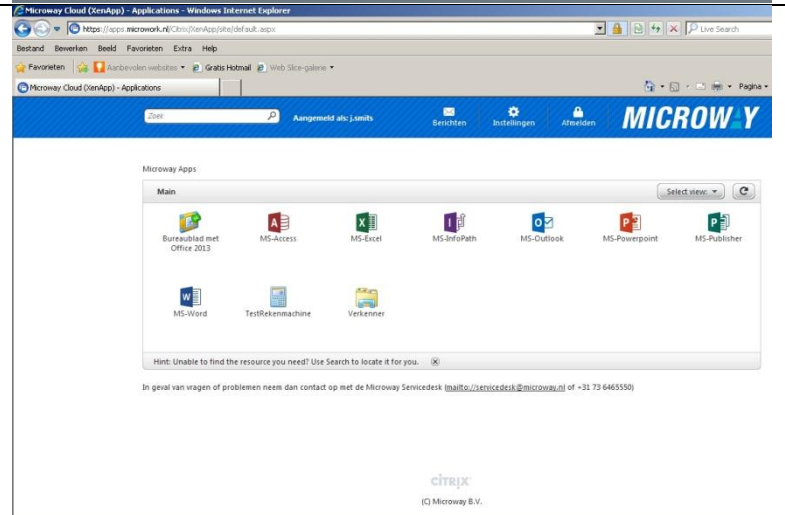 Microway Cloud (XenApp) - Applications - Windows Internet Explorer
https://apps.microwork.nl/Citrix/XenApp/site/default.aspx
Live Search
Bestand Bewerken Beeld Favorieten Extra Help
Favorieten Aanbevolen websites Gratis Hotmail Web Slice-galerie
Microway Cloud (XenApp) - Applications
Pagina
Zoek
Aangemeld als: j.smits
Berichten
Instellingen
Afmelden
MICROWAY
Microway Apps
Main
Select view:
Bureaublad met Office 2013
MS-Access
MS-Excel
MS-InfoPath
MS-Outlook
MS-Powerpoint
MS-Publisher
MS-Word
TestRekenmachine
Verkenner
Hint: Unable to find the resource you need? Use Search to locate it for you.
In geval van vragen of problemen neem dan contact op met de Microway Servicedesk (mailto://servicedesk@microway.nl of +31 73 6465550)
CITRIX
(C) Microway B.V.